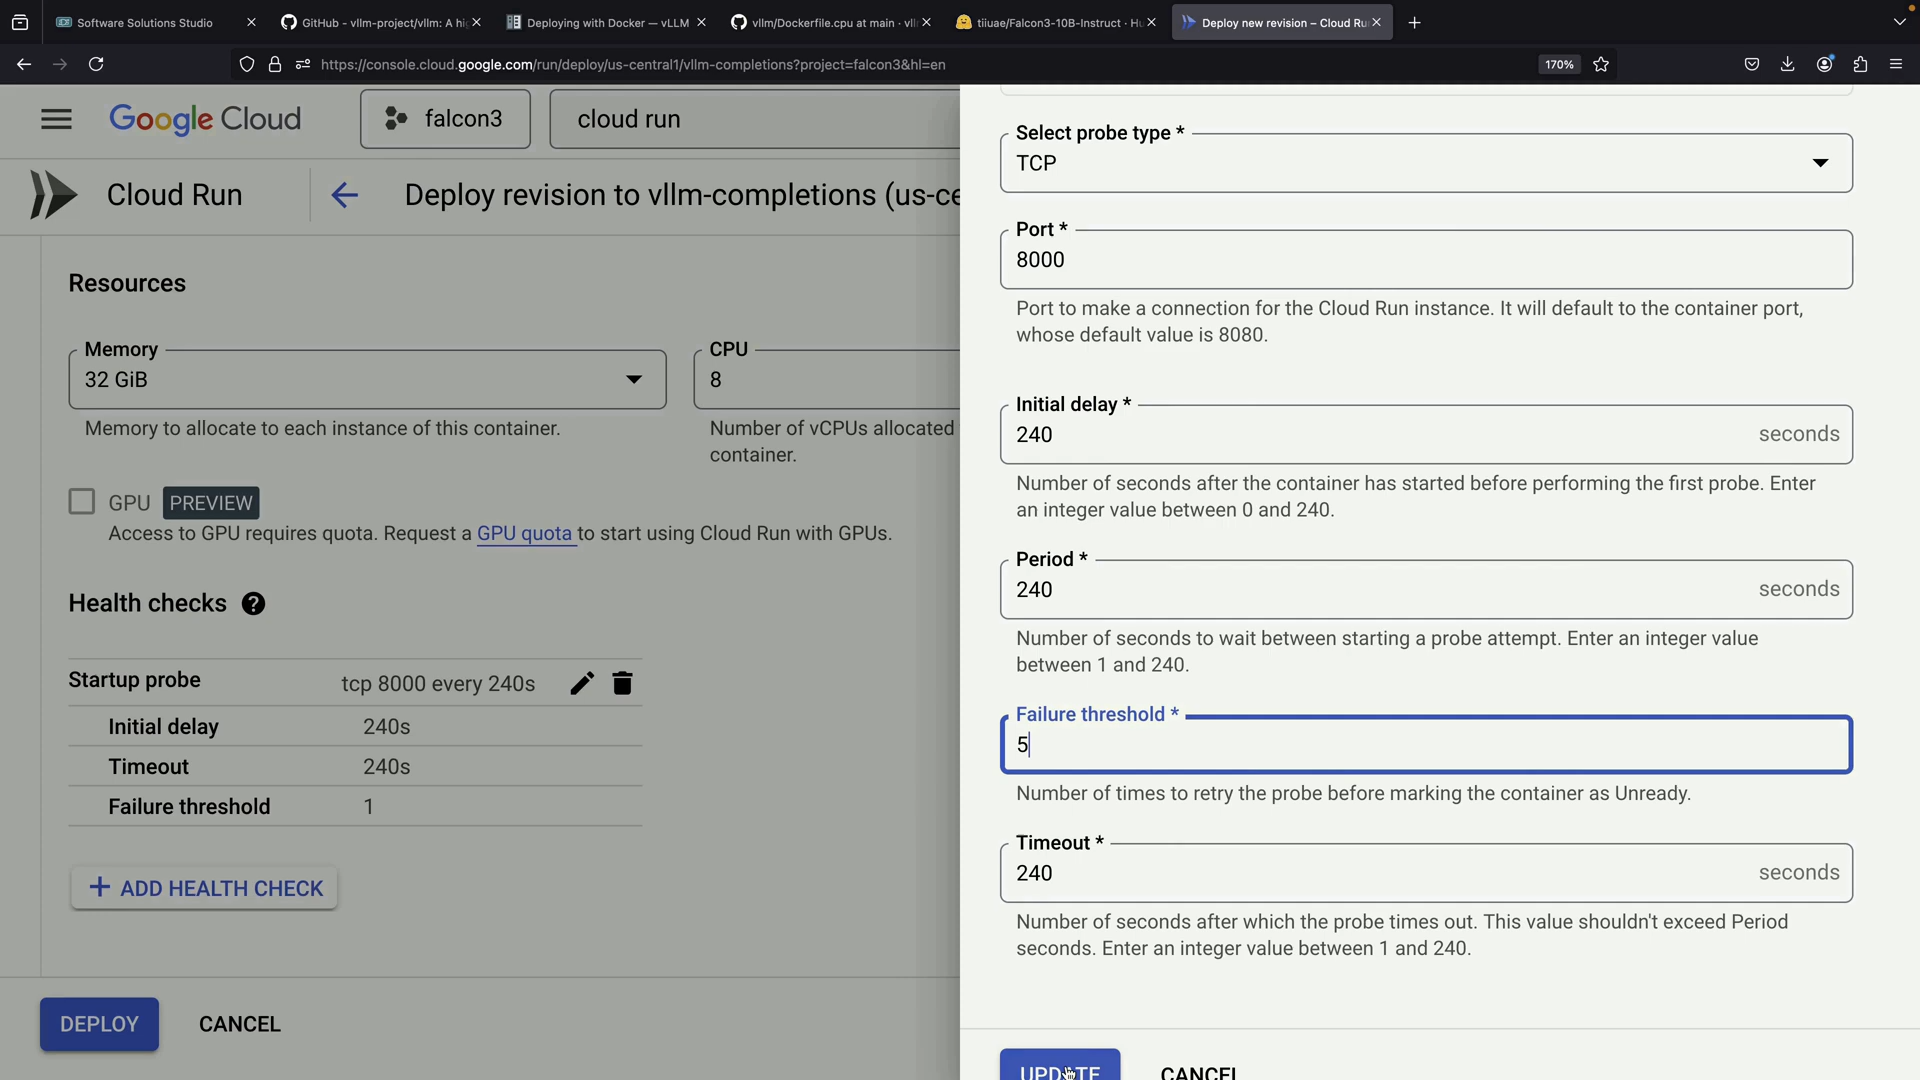 Software Solutions Studio
GitHub - vllm-project/vllm: A hig
Deploying with Docker — vLLM
vllm/Dockerfile.cpu at main · vll
tiiuae/Falcon3-10B-Instruct · Hu
Deploy new revision – Cloud Ru
https://console.cloud.google.com/run/deploy/us-central1/vllm-completions?project=falcon3&hl=en
170%
Google Cloud
falcon3
cloud run
Cloud Run
Deploy revision to vllm-completions (us-ce
Resources
Memory
32 GiB
Memory to allocate to each instance of this container.
CPU
8
Number of vCPUs allocated
container.
GPU PREVIEW
Access to GPU requires quota. Request a GPU quota to start using Cloud Run with GPUs.
Health checks
Startup probe tcp 8000 every 240s
Initial delay 240s
Timeout 240s
Failure threshold 1
+ ADD HEALTH CHECK
DEPLOY
CANCEL
Select probe type *
TCP
Port *
8000
Port to make a connection for the Cloud Run instance. It will default to the container port,
whose default value is 8080.
Initial delay *
240 seconds
Number of seconds after the container has started before performing the first probe. Enter
an integer value between 0 and 240.
Period *
240 seconds
Number of seconds to wait between starting a probe attempt. Enter an integer value
between 1 and 240.
Failure threshold *
5
Number of times to retry the probe before marking the container as Unready.
Timeout *
240 seconds
Number of seconds after which the probe times out. This value shouldn't exceed Period
seconds. Enter an integer value between 1 and 240.
UPDATE
CANCEL